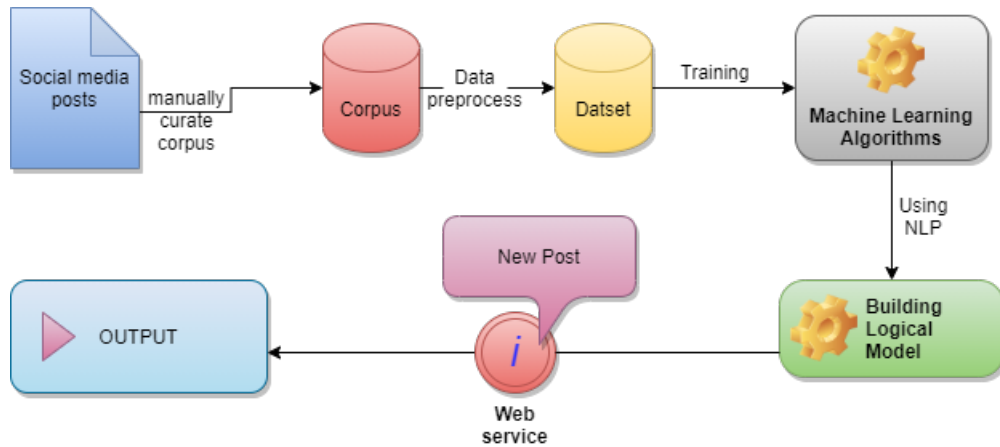 Social media
posts
manually
curate
corpus
Corpus
Data
preprocess
Datset
Training
Machine Learning
Algorithms
Using
NLP
Building
Logical
Model
New Post
i
Web
service
OUTPUT